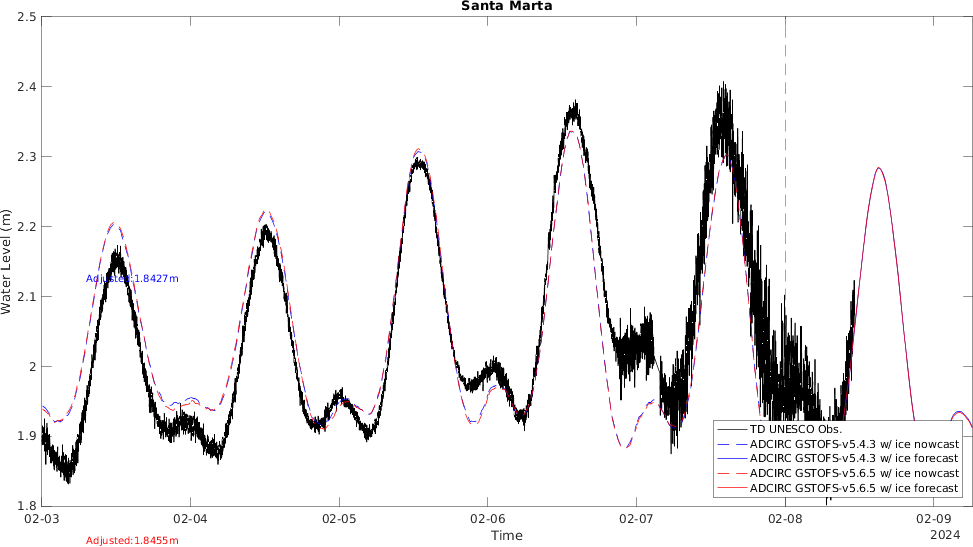 Santa Marta
2.5
2.4
2.3
2.2
2.1
2
1.9
1.8
Water Level (m)
Adjusted:1.8427m
TD UNESCO Obs.
ADCIRC GSTOFS-v5.4.3 w/ ice nowcast
ADCIRC GSTOFS-v5.4.3 w/ ice forecast
ADCIRC GSTOFS-v5.6.5 w/ ice nowcast
ADCIRC GSTOFS-v5.6.5 w/ ice forecast
02-03 02-04 02-05 02-06 02-07 02-08 02-09
2024
Time
Adjusted:1.8455m